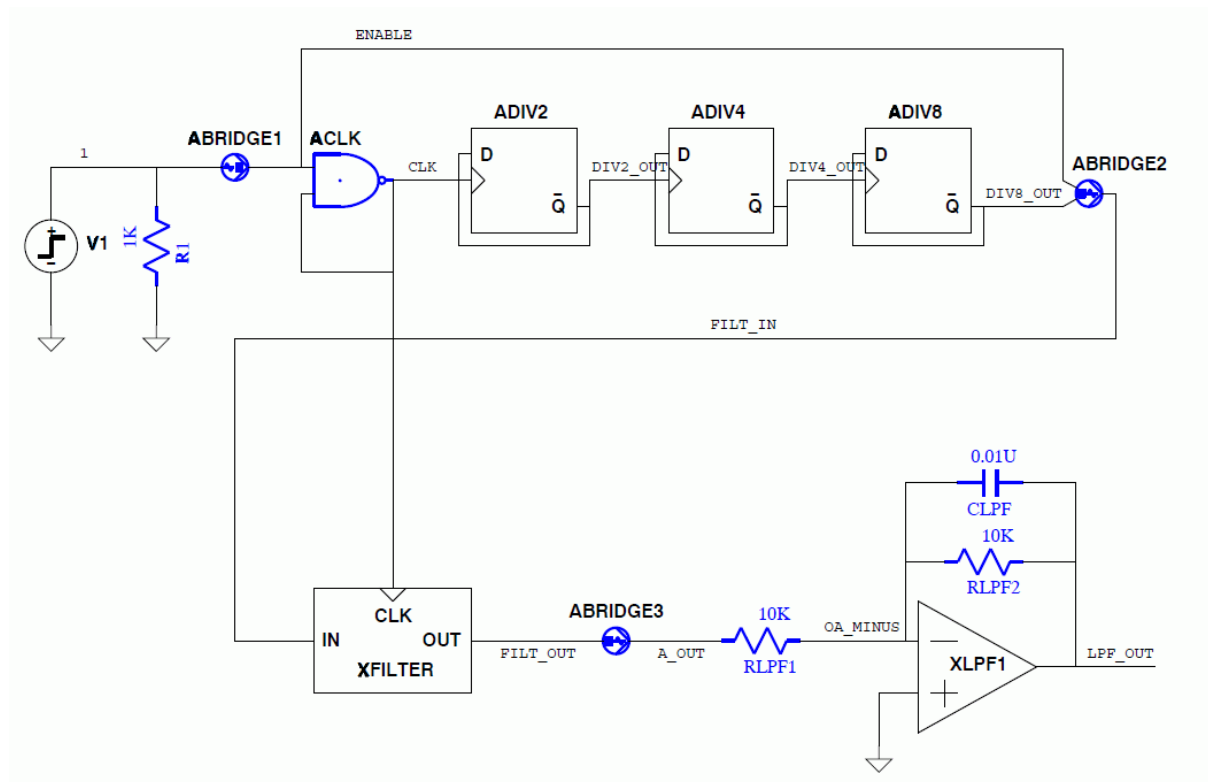 ENABLE
ADIV2
ADIV4
ADIV8
ABRIDGE1
ACLK
ABRIDGE2
1
CLK
D
DIV2_OUT
D
DIV4_OUT
D
DIV8_OUT
Q̅
Q̅
Q̅
V1
1K
R1
FILT_IN
0.01U
CLPF
10K
RLPF2
CLK
IN
OUT
XFILTER
FILT_OUT
ABRIDGE3
A_OUT
10K
RLPF1
OA_MINUS
XLPF1
LPF_OUT